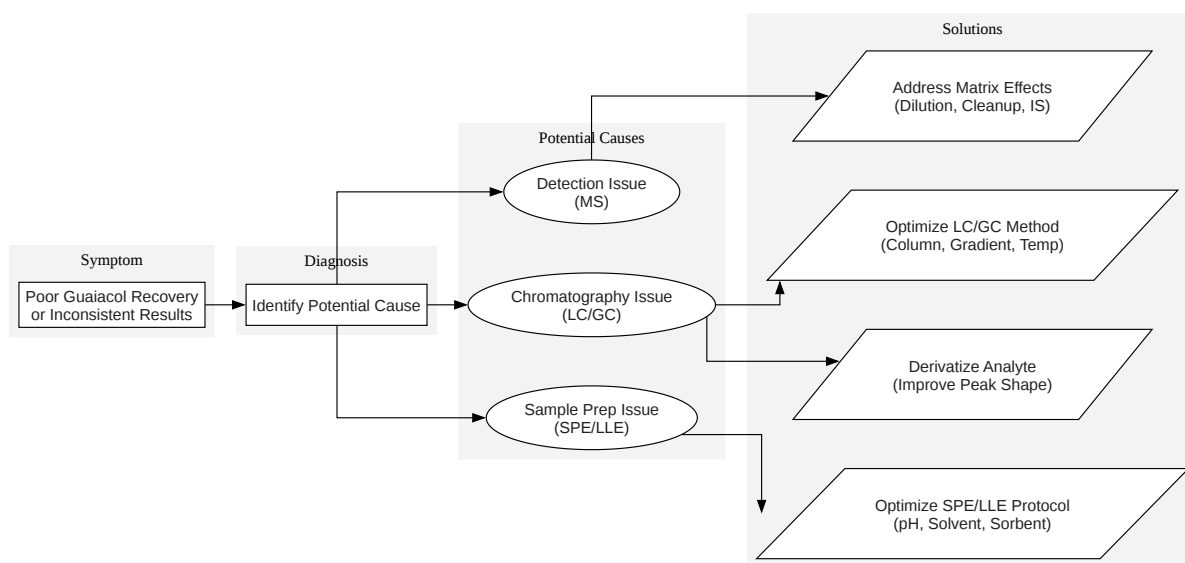 Symptom
Poor Guaiacol Recovery
or Inconsistent Results
Diagnosis
Identify Potential Cause
Potential Causes
Detection Issue
(MS)
Chromatography Issue
(LC/GC)
Sample Prep Issue
(SPE/LLE)
Solutions
Address Matrix Effects
(Dilution, Cleanup, IS)
Optimize LC/GC Method
(Column, Gradient, Temp)
Derivatize Analyte
(Improve Peak Shape)
Optimize SPE/LLE Protocol
(pH, Solvent, Sorbent)